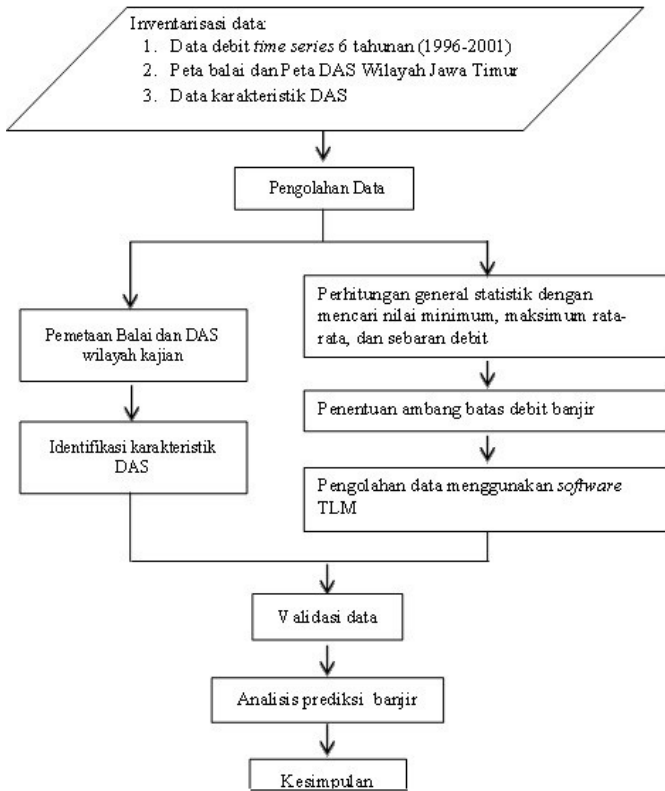 Inventarisasi data:
1. Data debit time series 6 tahunan (1996-2001)
2. Peta balai dan Peta DAS Wilayah Jawa Timur
3. Data karakteristik DAS
Pengolahan Data
Pemetaan Balai dan DAS
wilayah kajian
Identifikasi karakteristik
DAS
Perhitungan general statistik dengan
mencari nilai minimum, maksimum rata-
rata, dan sebaran debit
Penentuan ambang batas debit banjir
Pengolahan data menggunakan software
TLM
Validasi data
Analisis prediksi banjir
Kesimpulan